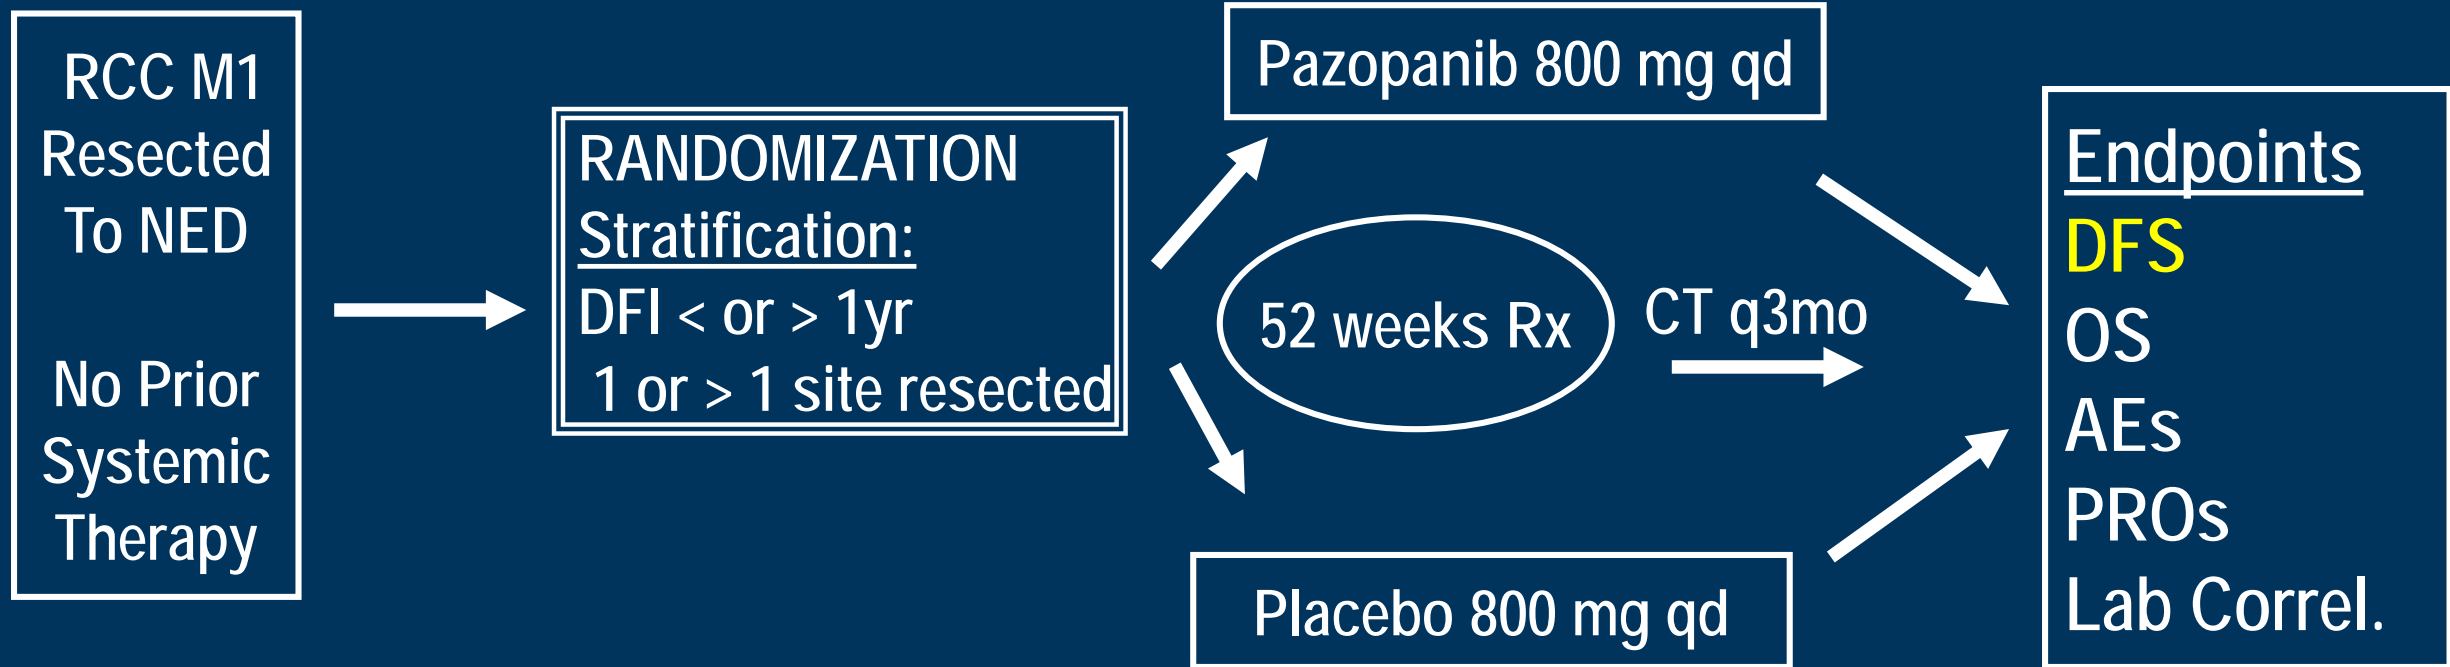 RCC M1
Resected
To NED
No Prior
Systemic
Therapy
RANDOMIZATION
Stratification:
DFI < or > 1yr
1 or > 1 site resected
Pazopanib 800 mg qd
52 weeks Rx
CT q3mo
Placebo 800 mg qd
Endpoints
DFS
OS
AEs
PROs
Lab Correl.